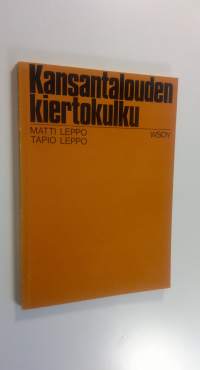 Kansantalouden
kiertokulku
MATTI LEPPO WSOY
TAPIO LEPPO